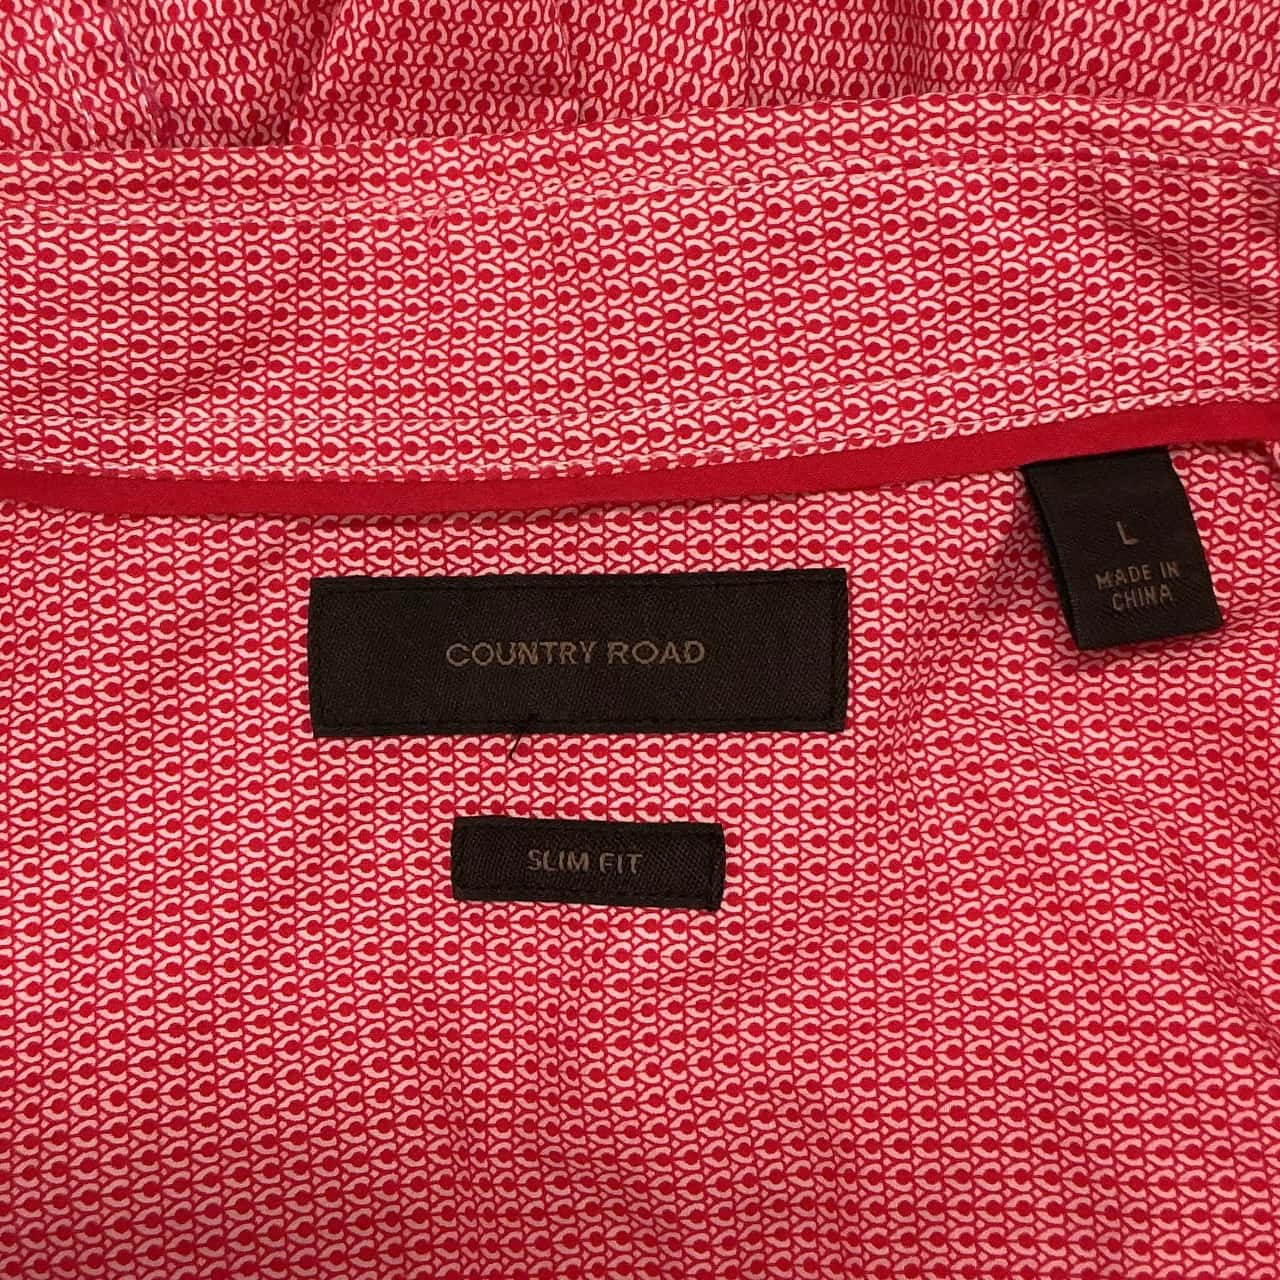 L
MADE IN
CHINA
COUNTRY ROAD
SLIM FIT